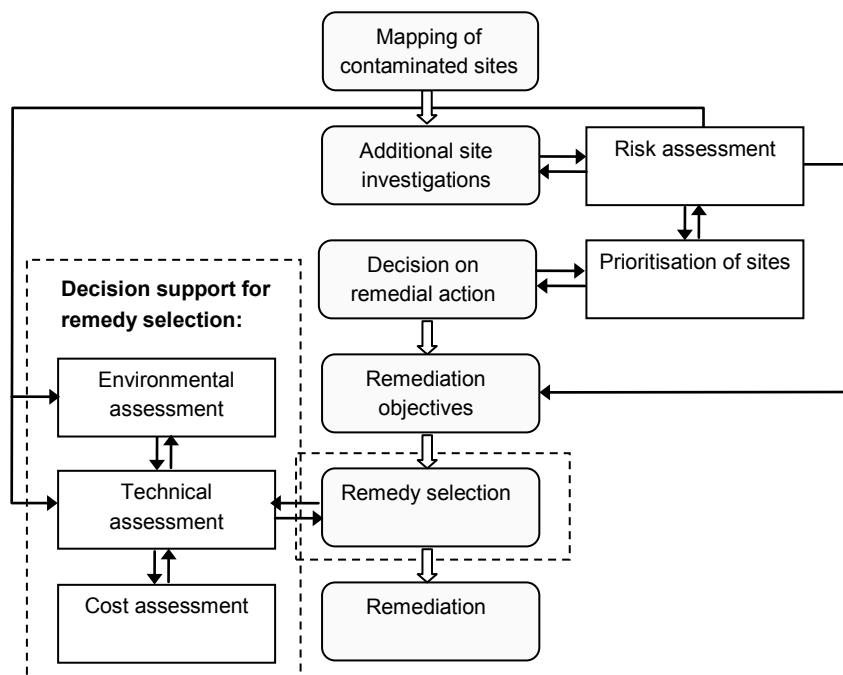 Mapping of
contaminated sites
Additional site
investigations
Risk assessment
Decision on
remedial action
Prioritisation of sites
Decision support for
remedy selection:
Environmental
assessment
Remediation
objectives
Technical
assessment
Remedy selection
Cost assessment
Remediation